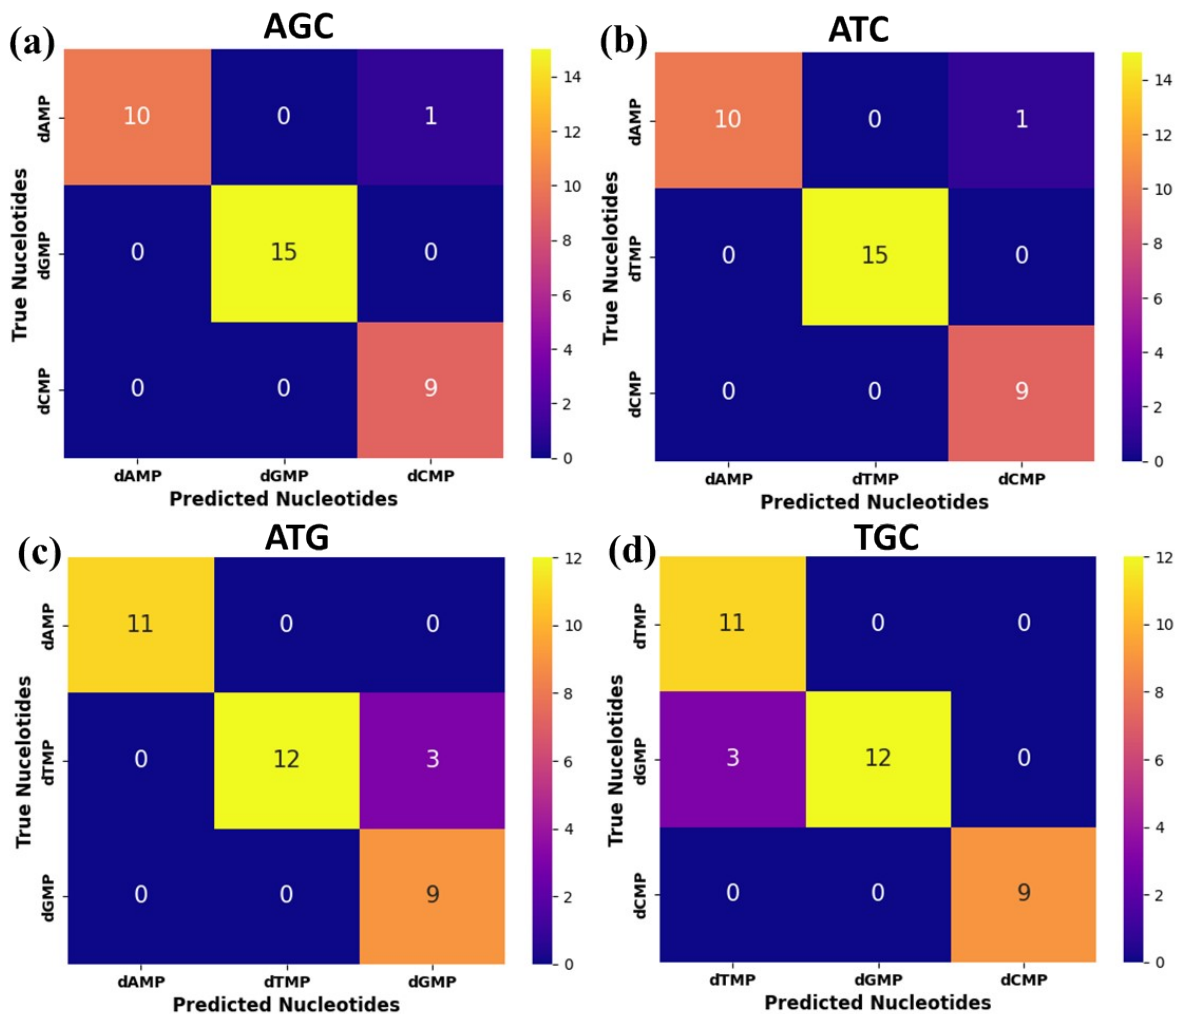 (a) AGC
True Nucelotides
dAMP 10 0 1
dGMP 0 15 0
dCMP 0 0 9
dAMP dGMP dCMP
Predicted Nucleotides
14
12
10
8
6
4
2
0
(b) ATC
True Nucelotides
dAMP 10 0 1
dTMP 0 15 0
dCMP 0 0 9
dAMP dTMP dCMP
Predicted Nucleotides
14
12
10
8
6
4
2
0
(c) ATG
True Nucelotides
dAMP 11 0 0
dTMP 0 12 3
dGMP 0 0 9
dAMP dTMP dGMP
Predicted Nucleotides
12
10
8
6
4
2
0
(d) TGC
True Nucelotides
dTMP 11 0 0
dGMP 3 12 0
dCMP 0 0 9
dTMP dGMP dCMP
Predicted Nucleotides
12
10
8
6
4
2
0